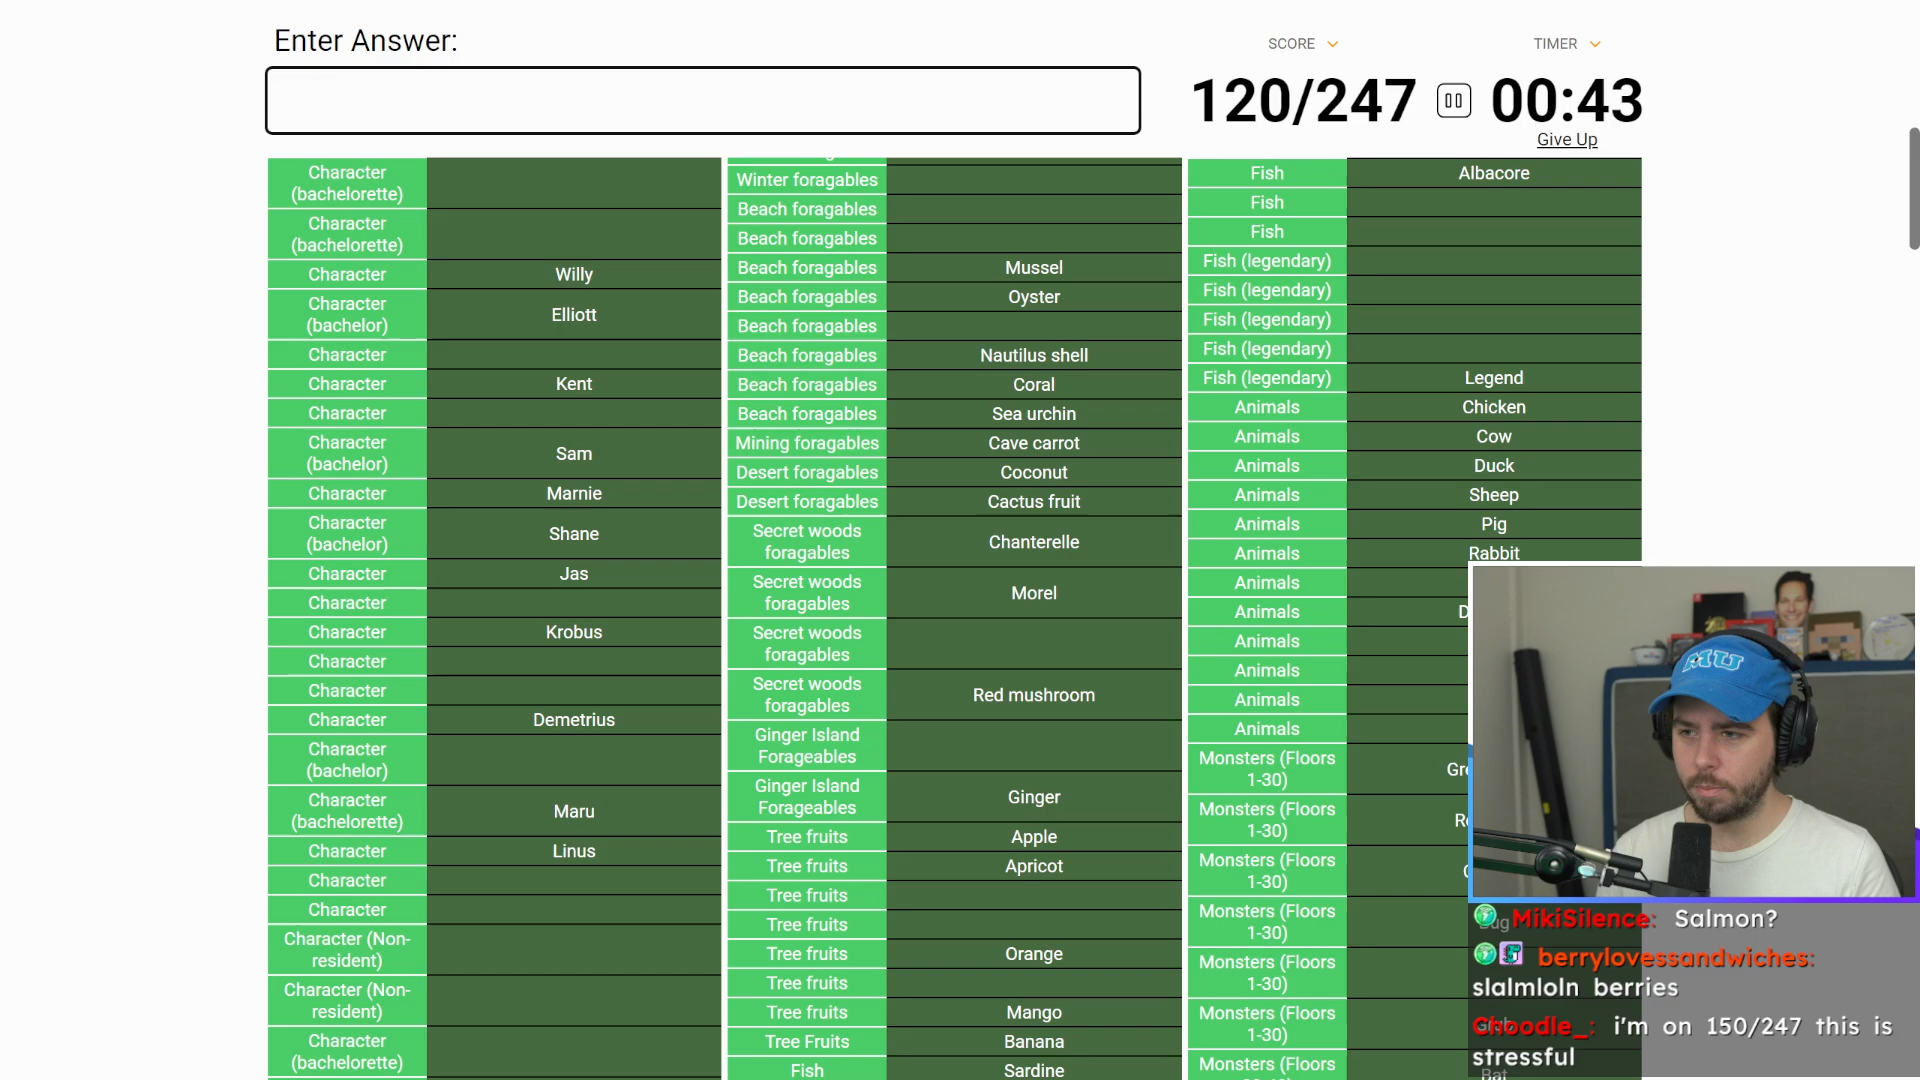 Enter Answer:
SCORE
TIMER
120/247
00:43
Give Up
Character (bachelorette)
Character (bachelorette)
Character Willy
Character (bachelor) Elliott
Character
Character Kent
Character
Character (bachelor) Sam
Character Marnie
Character (bachelor) Shane
Character Jas
Character
Character Krobus
Character
Character
Character Demetrius
Character (bachelor)
Character (bachelorette) Maru
Character Linus
Character
Character
Character (Non-resident)
Character (Non-resident)
Character (bachelorette)
Winter foragables
Beach foragables
Beach foragables
Beach foragables Mussel
Beach foragables Oyster
Beach foragables
Beach foragables Nautilus shell
Beach foragables Coral
Beach foragables Sea urchin
Mining foragables Cave carrot
Desert foragables Coconut
Desert foragables Cactus fruit
Secret woods foragables Chanterelle
Secret woods foragables Morel
Secret woods foragables
Secret woods foragables Red mushroom
Ginger Island Forageables
Ginger Island Forageables Ginger
Tree fruits Apple
Tree fruits Apricot
Tree fruits
Tree fruits
Tree fruits Orange
Tree fruits
Tree fruits Mango
Tree Fruits Banana
Fish Sardine
Fish Albacore
Fish
Fish
Fish (legendary)
Fish (legendary)
Fish (legendary)
Fish (legendary)
Fish (legendary) Legend
Animals Chicken
Animals Cow
Animals Duck
Animals Sheep
Animals Pig
Animals Rabbit
Animals
Animals D
Animals
Animals
Animals
Animals
Monsters (Floors 1-30) Gre
Monsters (Floors 1-30)
Monsters (Floors 1-30)
Monsters (Floors 1-30) Bug
Monsters (Floors 1-30)
Monsters (Floors 1-30) Grub
Monsters (Floors Bat
MU
MikiSilence: Salmon?
berrylovessandwiches:
slalmloln berries
Choodle_: i'm on 150/247 this is
stressful